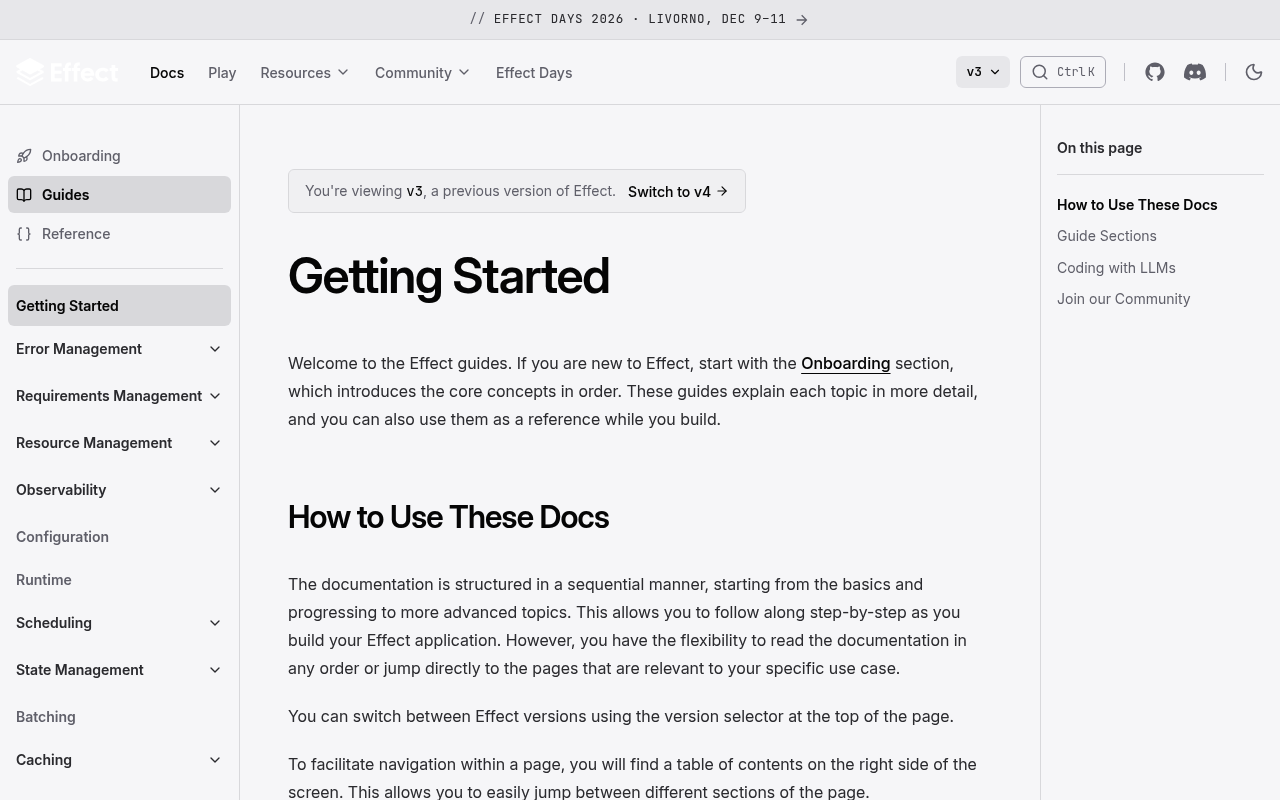 // EFFECT DAYS 2026 · LIVORNO, DEC 9–11
Effect
Docs
Play
Resources
Community
Effect Days
v3
Ctrl K
Onboarding
Guides
Reference
Getting Started
Error Management
Requirements Management
Resource Management
Observability
Configuration
Runtime
Scheduling
State Management
Batching
Caching
You're viewing v3, a previous version of Effect. Switch to v4
Getting Started
Welcome to the Effect guides. If you are new to Effect, start with the Onboarding section,
which introduces the core concepts in order. These guides explain each topic in more detail,
and you can also use them as a reference while you build.
How to Use These Docs
The documentation is structured in a sequential manner, starting from the basics and
progressing to more advanced topics. This allows you to follow along step-by-step as you
build your Effect application. However, you have the flexibility to read the documentation in
any order or jump directly to the pages that are relevant to your specific use case.
You can switch between Effect versions using the version selector at the top of the page.
To facilitate navigation within a page, you will find a table of contents on the right side of the
screen. This allows you to easily jump between different sections of the page.
On this page
How to Use These Docs
Guide Sections
Coding with LLMs
Join our Community